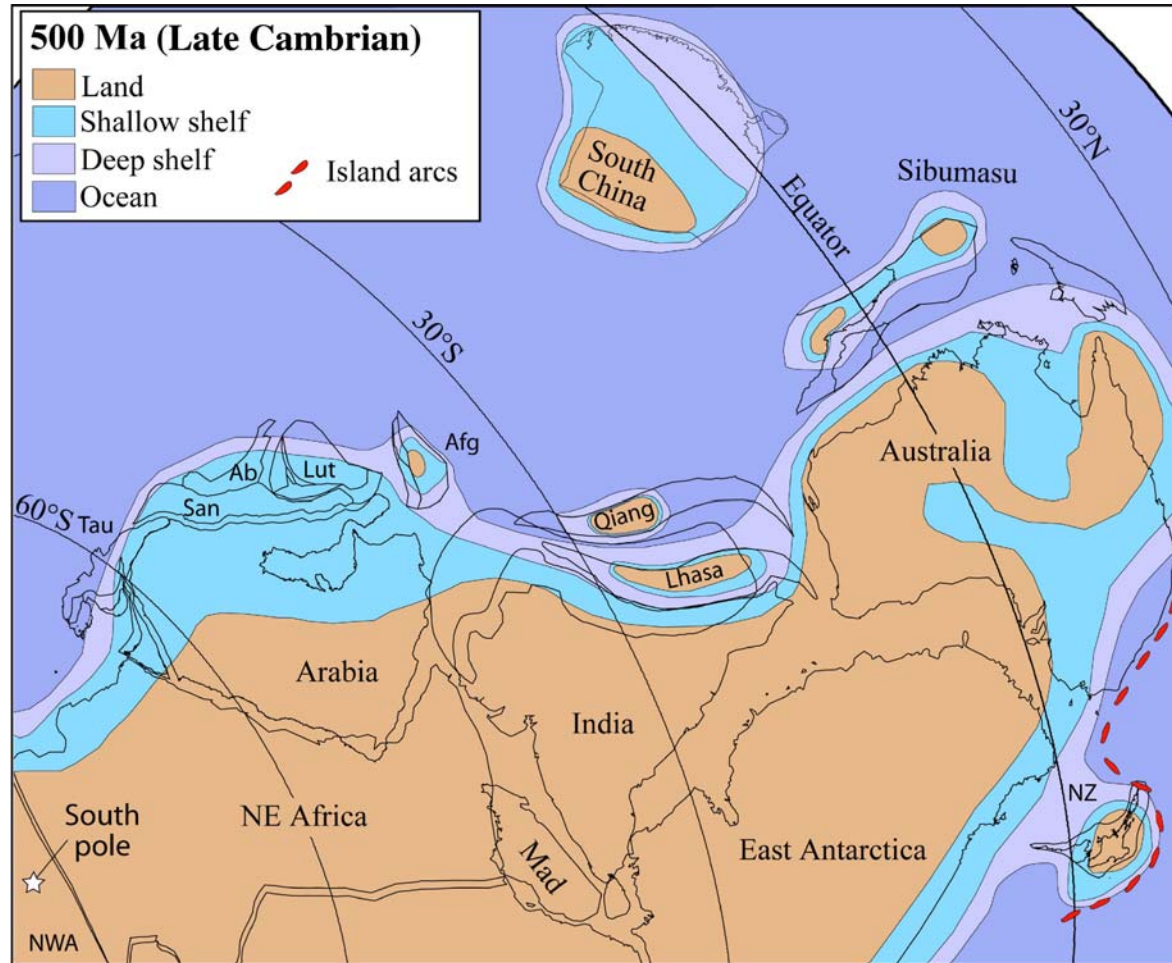 500 Ma (Late Cambrian)
Land
Shallow shelf
Deep shelf
Ocean
Island arcs
South
China
Sibumasu
30°N
Equator
30°S
Afg
Ab
Lut
San
60°S
Tau
Qiang
Lhasa
Australia
Arabia
India
NE Africa
Mad
East Antarctica
NZ
South
pole
NWA